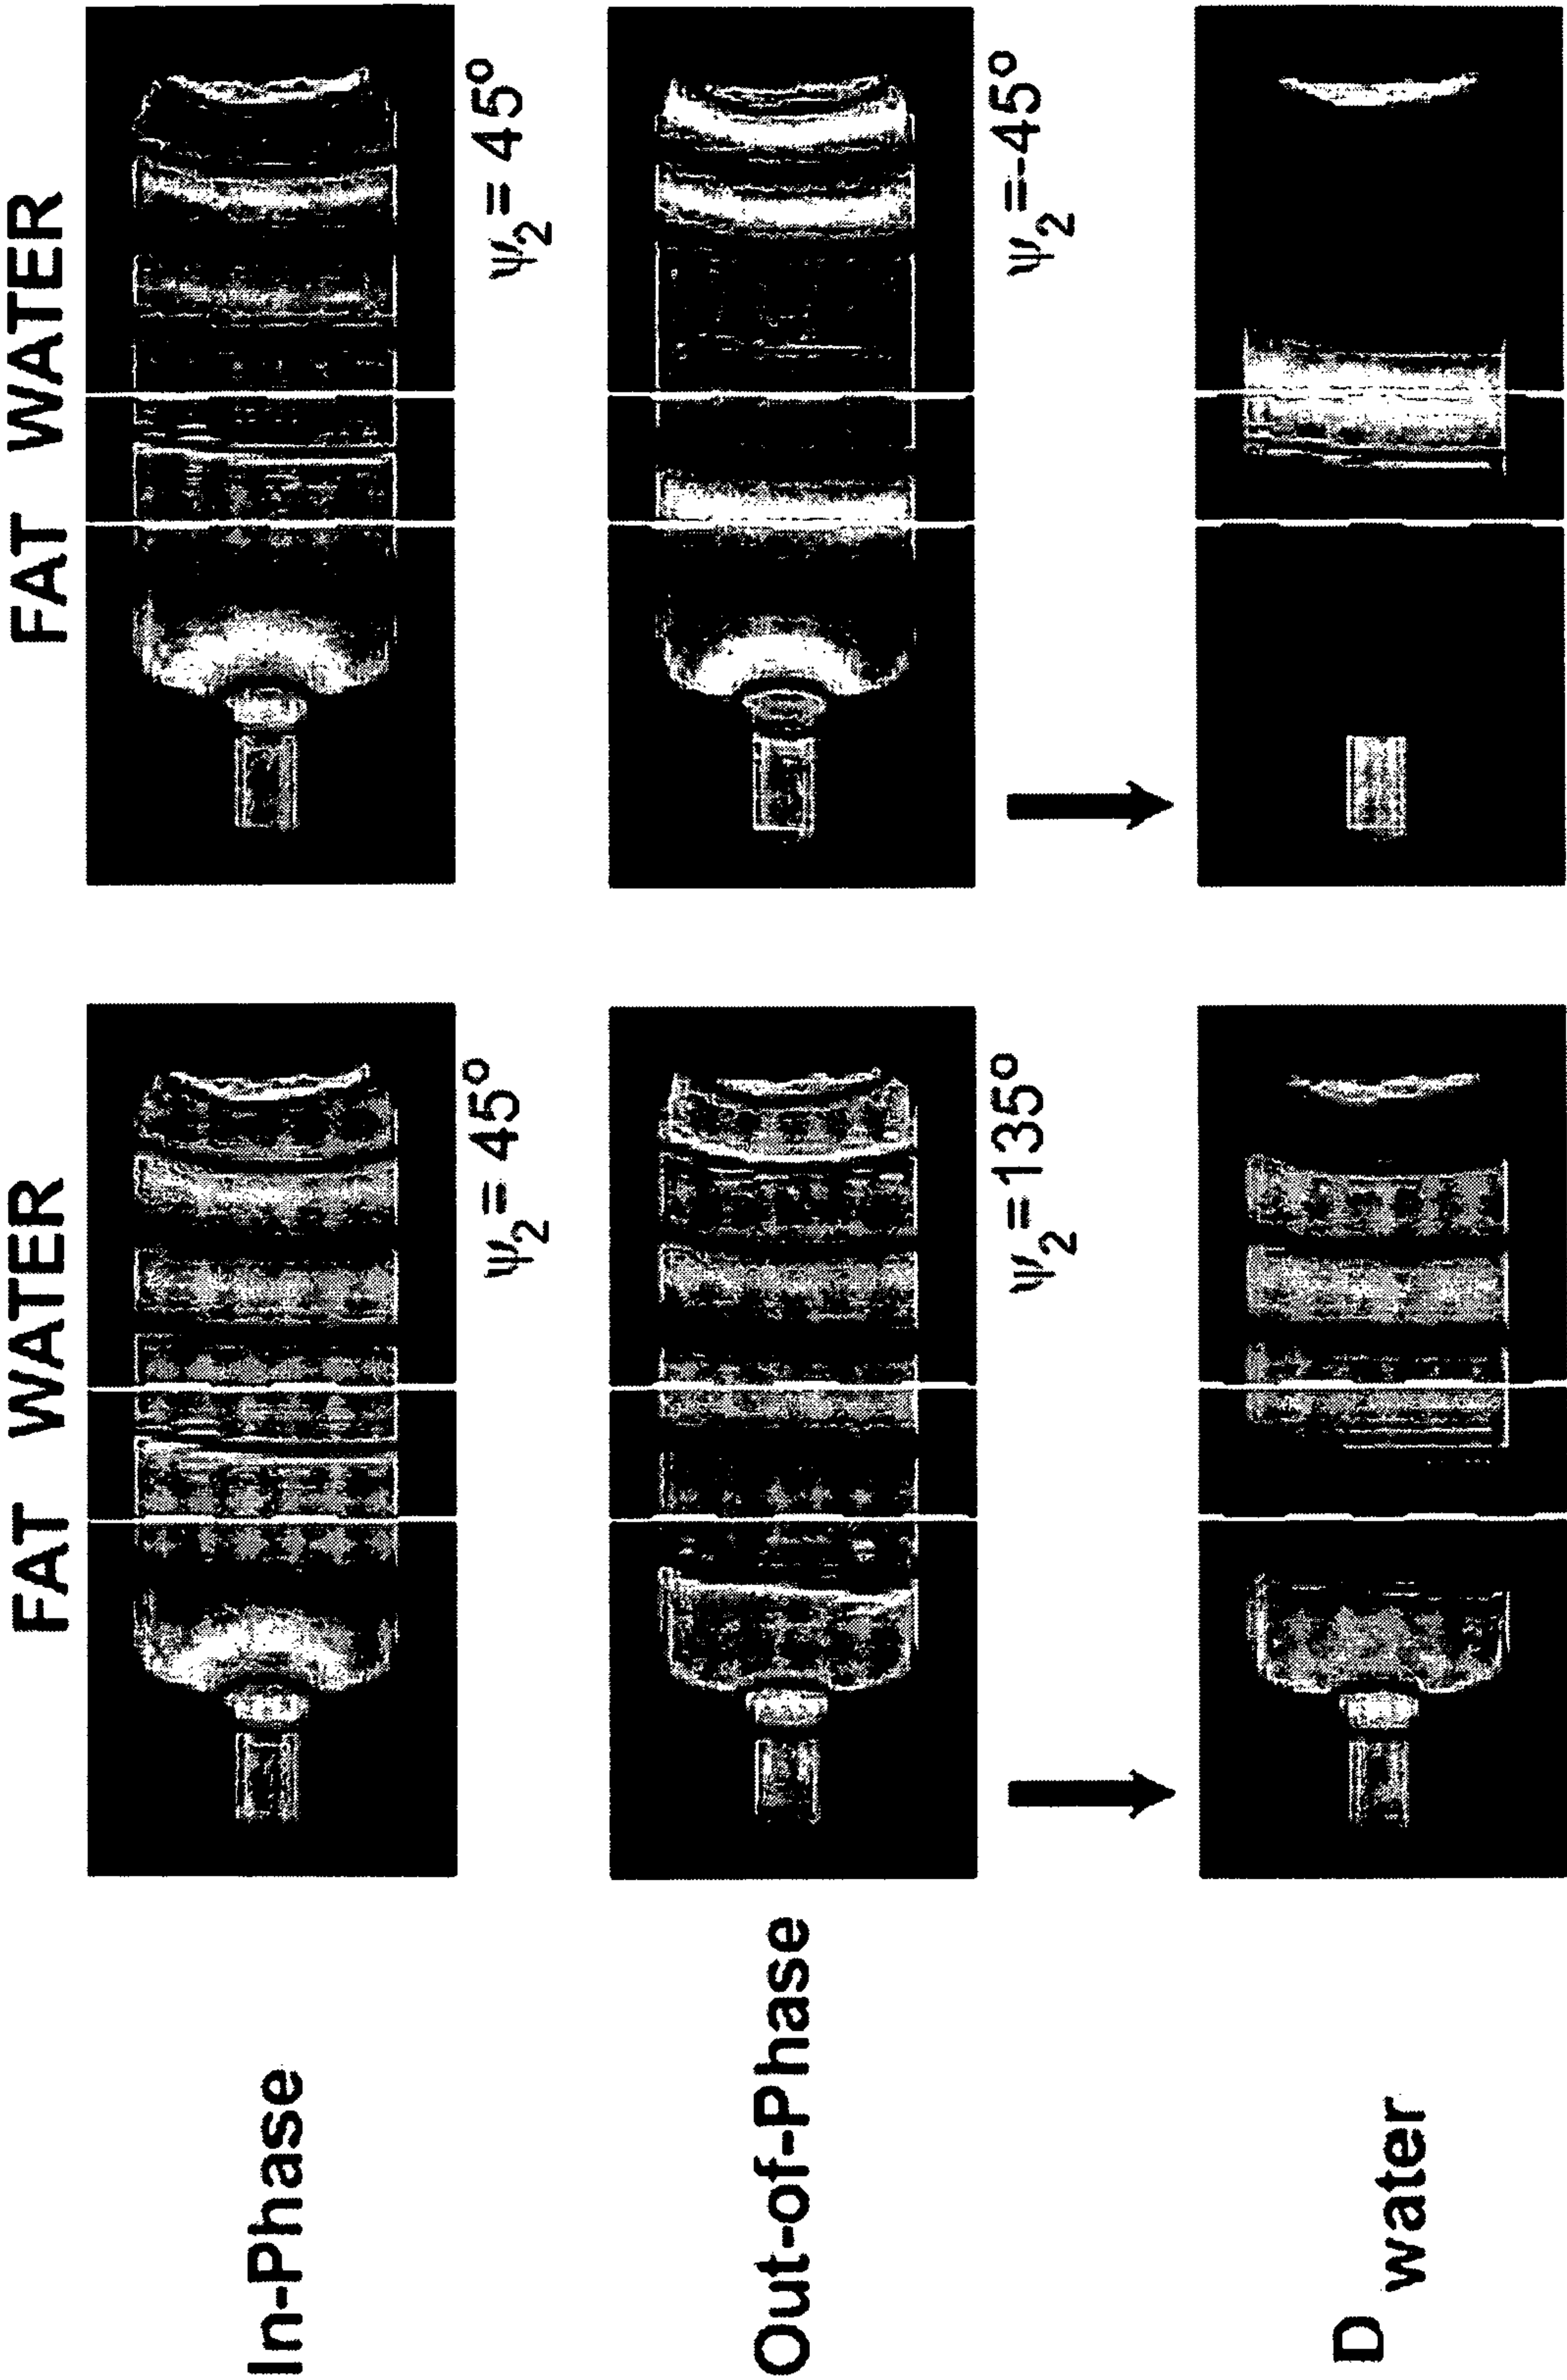 FAT WATER
FAT WATER
In-Phase
ψ2 = 45°
ψ2 = 45°
Out-of-Phase
ψ2 = 135°
ψ2 = -45°
D water